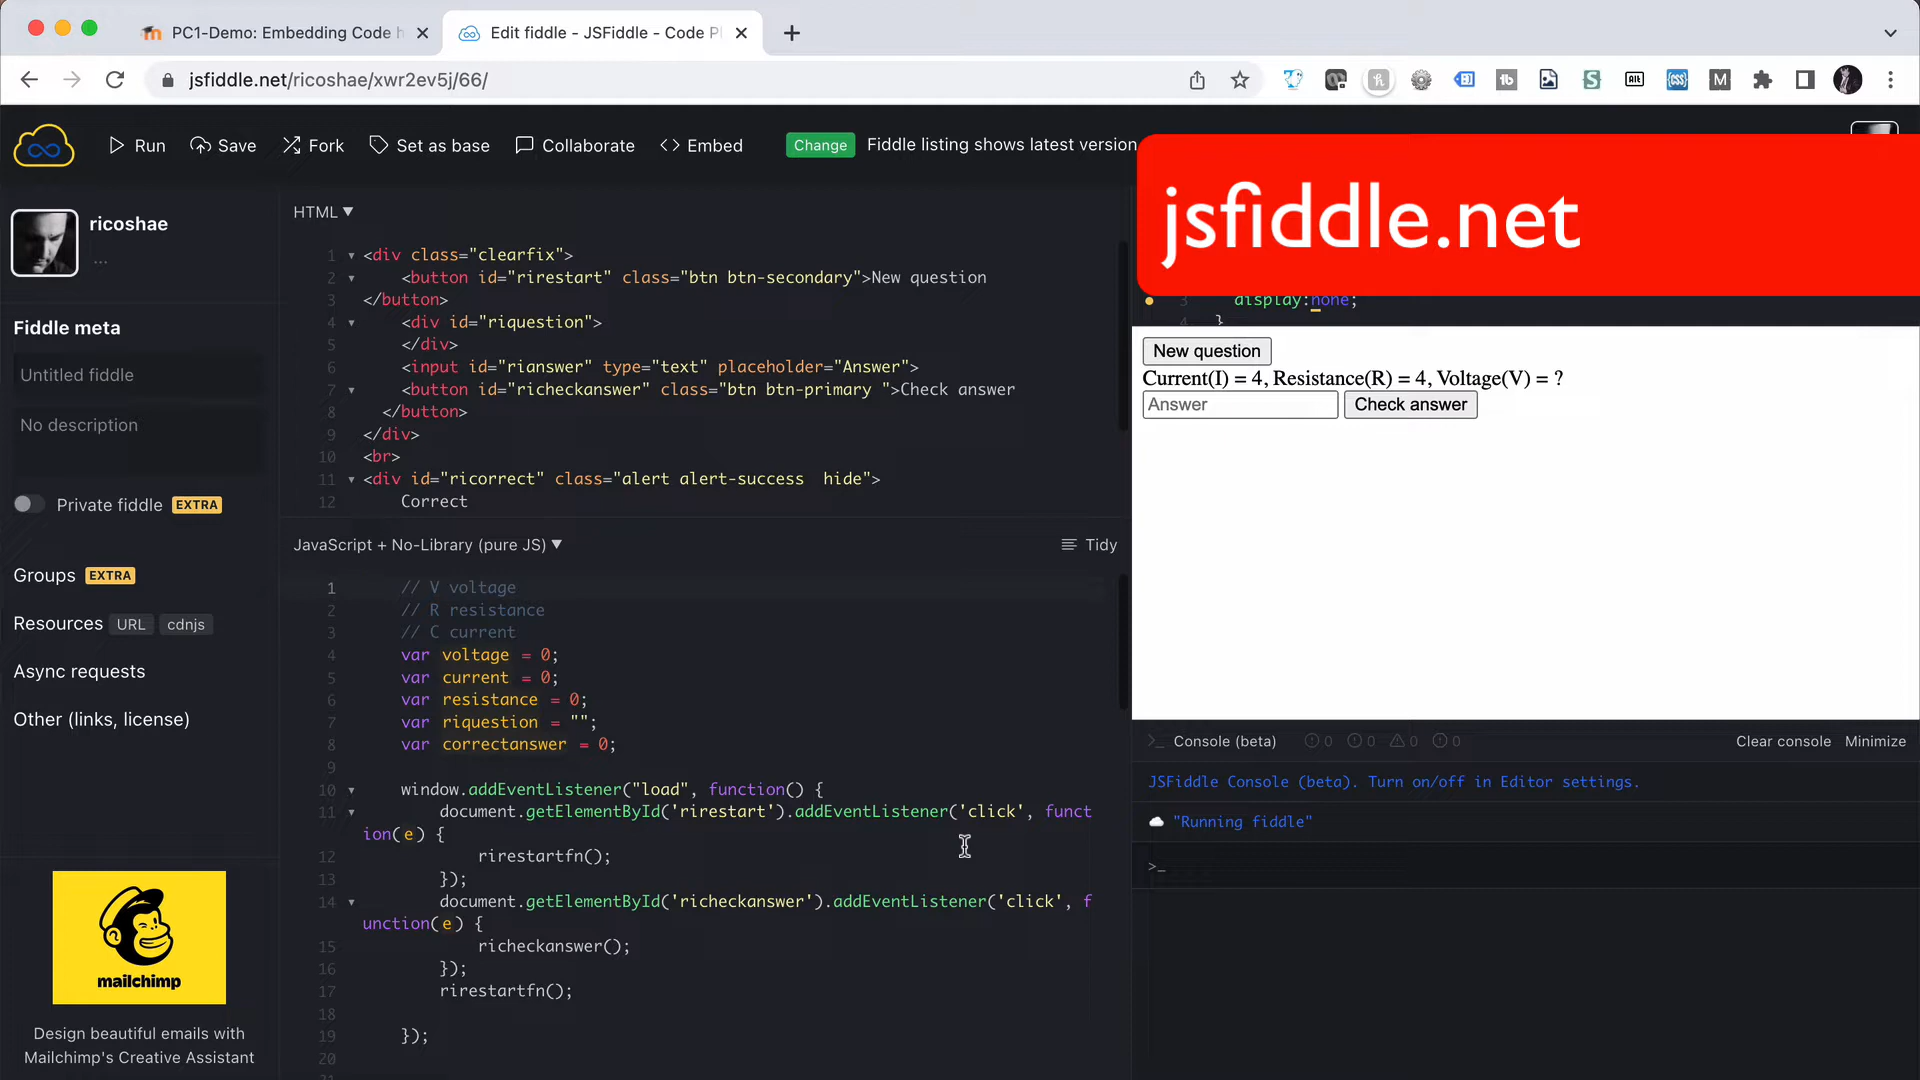 PC1-Demo: Embedding Code h
Edit fiddle - JSFiddle - Code Pl
jsfiddle.net/ricoshae/xwr2ev5j/66/
Run
Save
Fork
Set as base
Collaborate
Embed
Change
Fiddle listing shows latest version
jsfiddle.net
ricoshae
...
Fiddle meta
Untitled fiddle
No description
Private fiddle EXTRA
Groups EXTRA
Resources URL cdnjs
Async requests
Other (links, license)
mailchimp
Design beautiful emails with
Mailchimp's Creative Assistant
HTML ▼
1 <div class="clearfix">
2 <button id="rirestart" class="btn btn-secondary">New question
3 </button>
4 <div id="riquestion">
5 </div>
6 <input id="rianswer" type="text" placeholder="Answer">
7 <button id="richeckanswer" class="btn btn-primary ">Check answer
8 </button>
9 </div>
10 <br>
11 <div id="ricorrect" class="alert alert-success  hide">
12 Correct
JavaScript + No-Library (pure JS) ▼
Tidy
1 // V voltage
2 // R resistance
3 // C current
4 var voltage = 0;
5 var current = 0;
6 var resistance = 0;
7 var riquestion = "";
8 var correctanswer = 0;
9
10 window.addEventListener("load", function() {
11 document.getElementById('rirestart').addEventListener('click', funct
ion(e) {
12 rirestartfn();
13 });
14 document.getElementById('richeckanswer').addEventListener('click', f
unction(e) {
15 richeckanswer();
16 });
17 rirestartfn();
18
19 });
20
3 display:none;
4 }
New question
Current(I) = 4, Resistance(R) = 4, Voltage(V) = ?
Answer
Check answer
>_ Console (beta) 0 0 0 0 Clear console Minimize
JSFiddle Console (beta). Turn on/off in Editor settings.
"Running fiddle"
>_